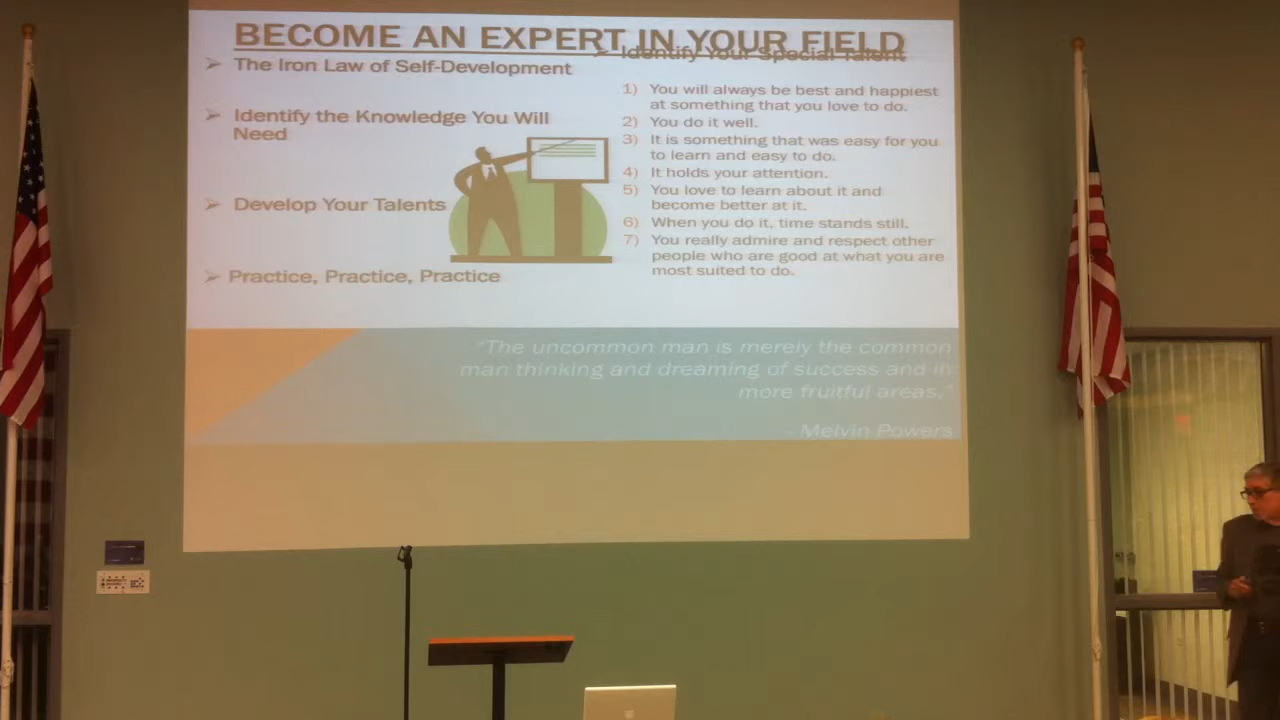 BECOME AN EXPERT IN YOUR FIELD
➢ The Iron Law of Self-Development
➢ Identify the Knowledge You Will
Need
➢ Develop Your Talents
➢ Practice, Practice, Practice
➢ Identify Your Special Talent
1) You will always be best and happiest
at something that you love to do.
2) You do it well.
3) It is something that was easy for you
to learn and easy to do.
4) It holds your attention.
5) You love to learn about it and
become better at it.
6) When you do it, time stands still.
7) You really admire and respect other
people who are good at what you are
most suited to do.
"The uncommon man is merely the common
man thinking and dreaming of success and in
more fruitful areas."
- Melvin Powers